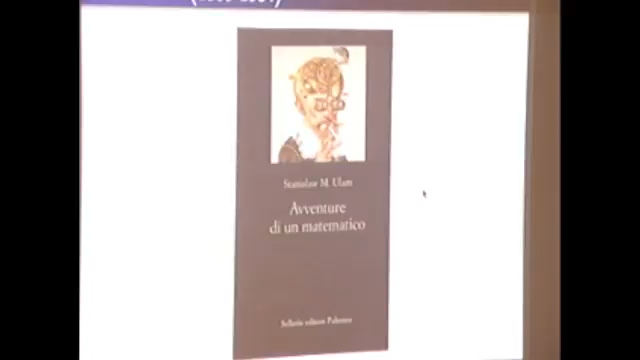 Stanislaw M. Ulam
Avventure
di un matematico
Sellerio editore Palermo